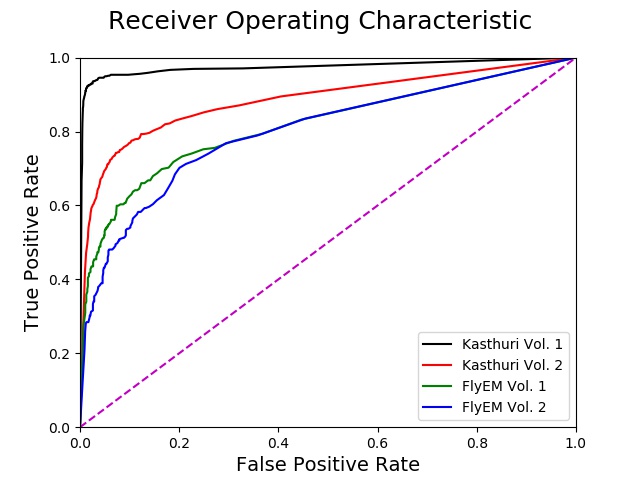 Receiver Operating Characteristic
True Positive Rate
1.0
0.8
0.6
0.4
0.2
0.0
Kasthuri Vol. 1
Kasthuri Vol. 2
FlyEM Vol. 1
FlyEM Vol. 2
0.0 0.2 0.4 0.6 0.8 1.0
False Positive Rate